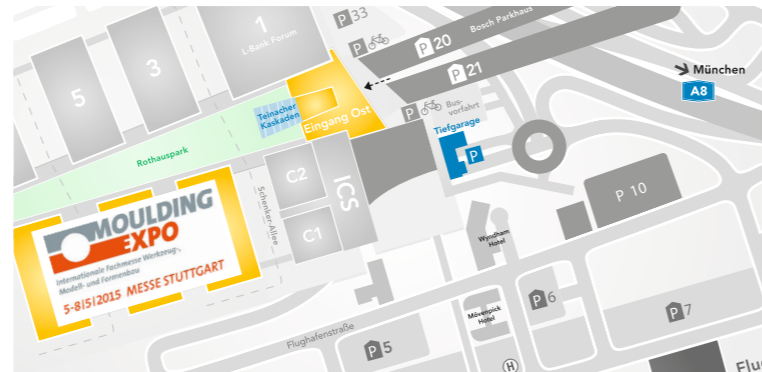 P 33
1
L-Bank Forum
P 20
Bosch Parkhaus
3
5
P 21
München
A8
Teinacher
Kaskaden
Eingang Ost
P
Bus-
vorfahrt
Tiefgarage
P
Rothauspark
C2
ICS
C1
Schenker-Allee
P 10
MOULDING
EXPO
Internationale Fachmesse Werkzeug-,
Modell- und Formenbau
5-8|5|2015 MESSE STUTTGART
Wyndham
Hotel
P 6
Mövenpick
Hotel
P 7
Flughafenstraße
P 5
H
Flu